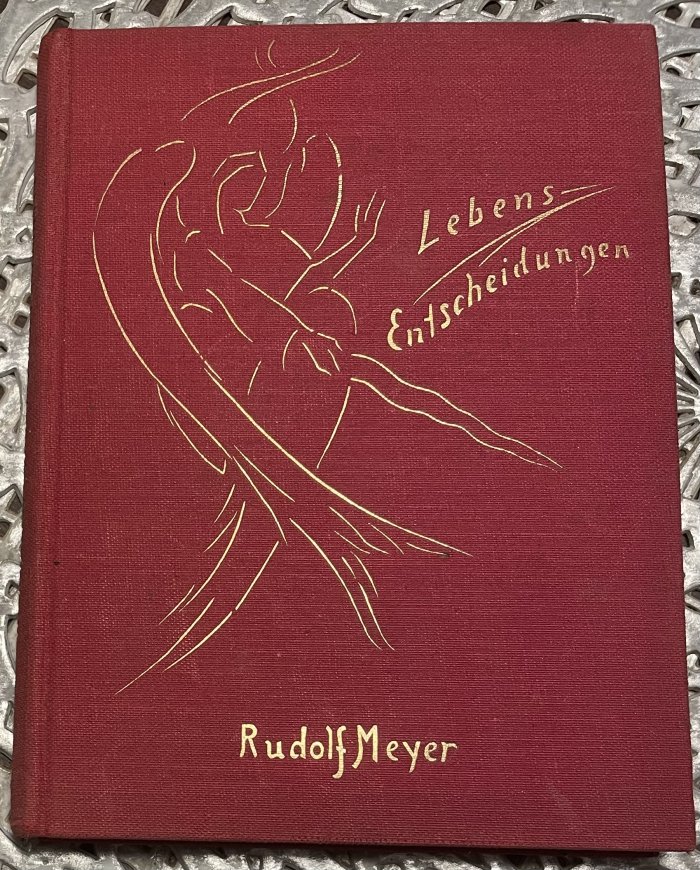 Lebens-
Entscheidungen
Rudolf Meyer